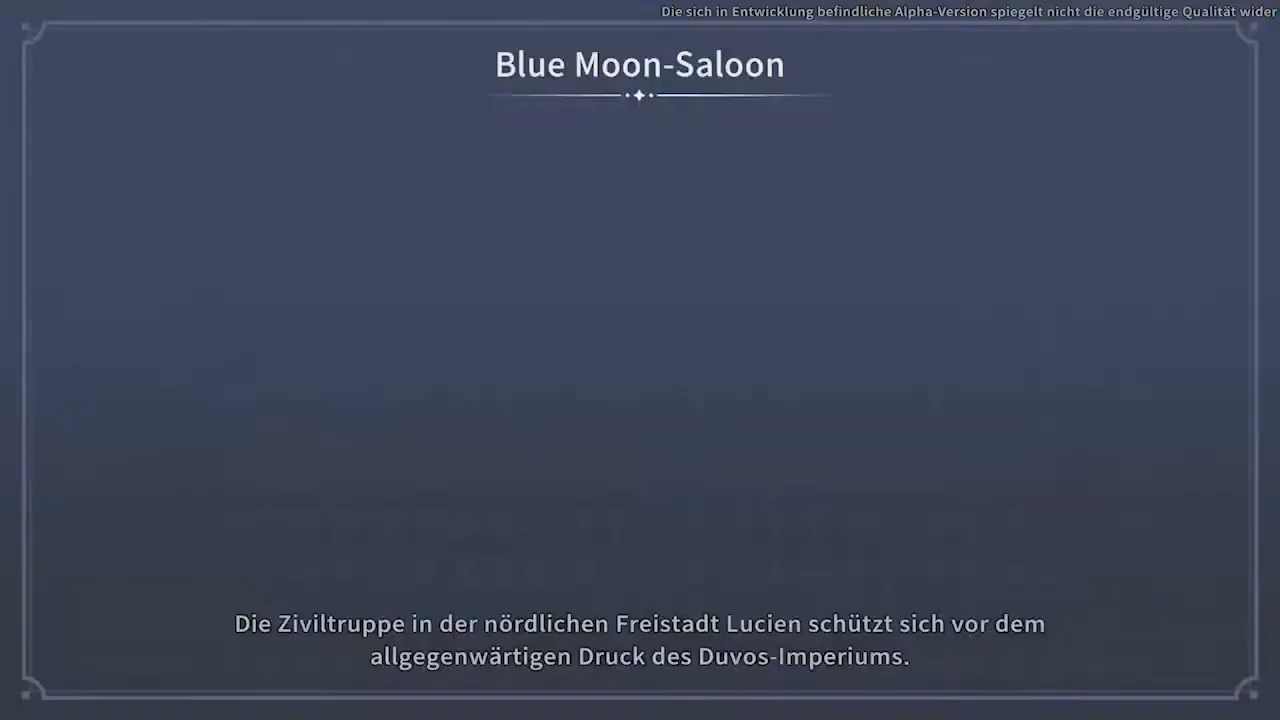 Die sich in Entwicklung befindliche Alpha-Version spiegelt nicht die endgültige Qualität wider
Blue Moon-Saloon
Die Ziviltruppe in der nördlichen Freistadt Lucien schützt sich vor dem
allgegenwärtigen Druck des Duvos-Imperiums.